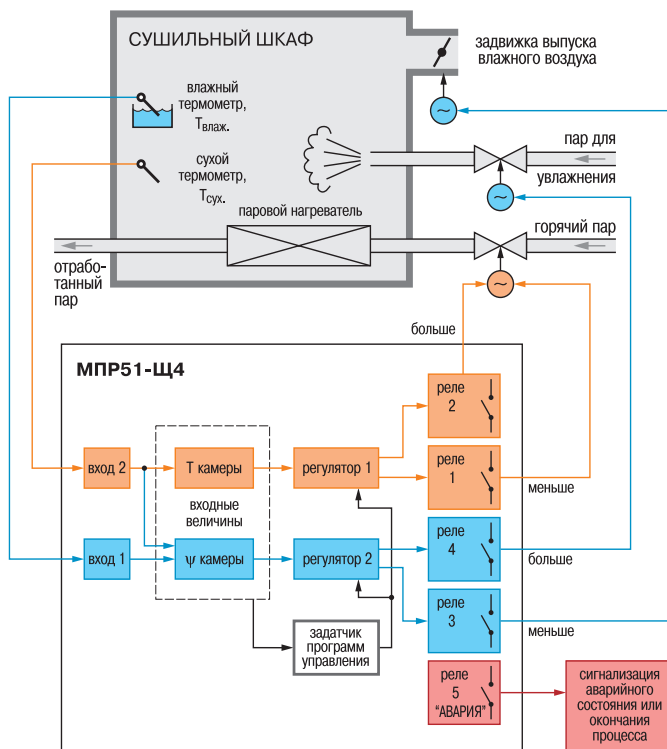 СУШИЛЬНЫЙ ШКАФ
задвижка выпуска
влажного воздуха
влажный
термометр,
Tвлаж.
сухой
термометр,
Tсух.
пар для
увлажнения
паровой нагреватель
горячий пар
отрабо-
танный
пар
больше
МПР51-Щ4
реле
2
вход 2
T камеры
регулятор 1
реле
1
меньше
входные
величины
вход 1
ψ камеры
регулятор 2
реле
4
больше
реле
3
меньше
задатчик
программ
управления
реле
5
"АВАРИЯ"
сигнализация
аварийного
состояния или
окончания
процесса